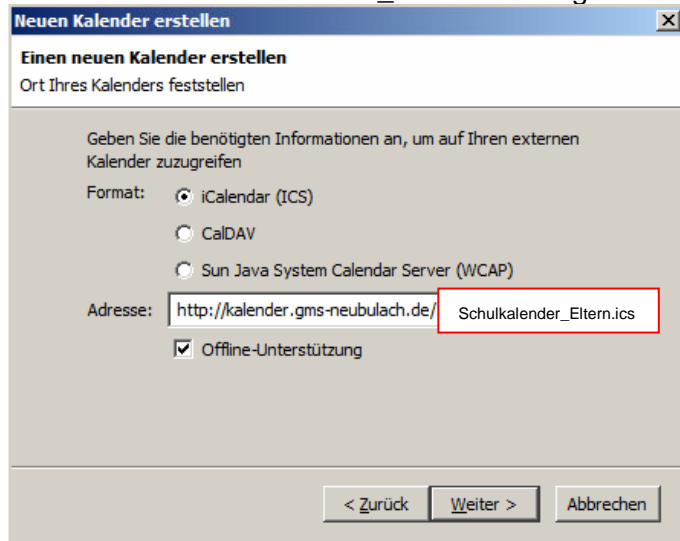 Neuen Kalender erstellen
Einen neuen Kalender erstellen
Ort Ihres Kalenders feststellen
Geben Sie die benötigten Informationen an, um auf Ihren externen
Kalender zuzugreifen
Format: iCalendar (ICS)
CalDAV
Sun Java System Calendar Server (WCAP)
Adresse: http://kalender.gms-neubulach.de/ Schulkalender_Eltern.ics
Offline-Unterstützung
< Zurück Weiter > Abbrechen